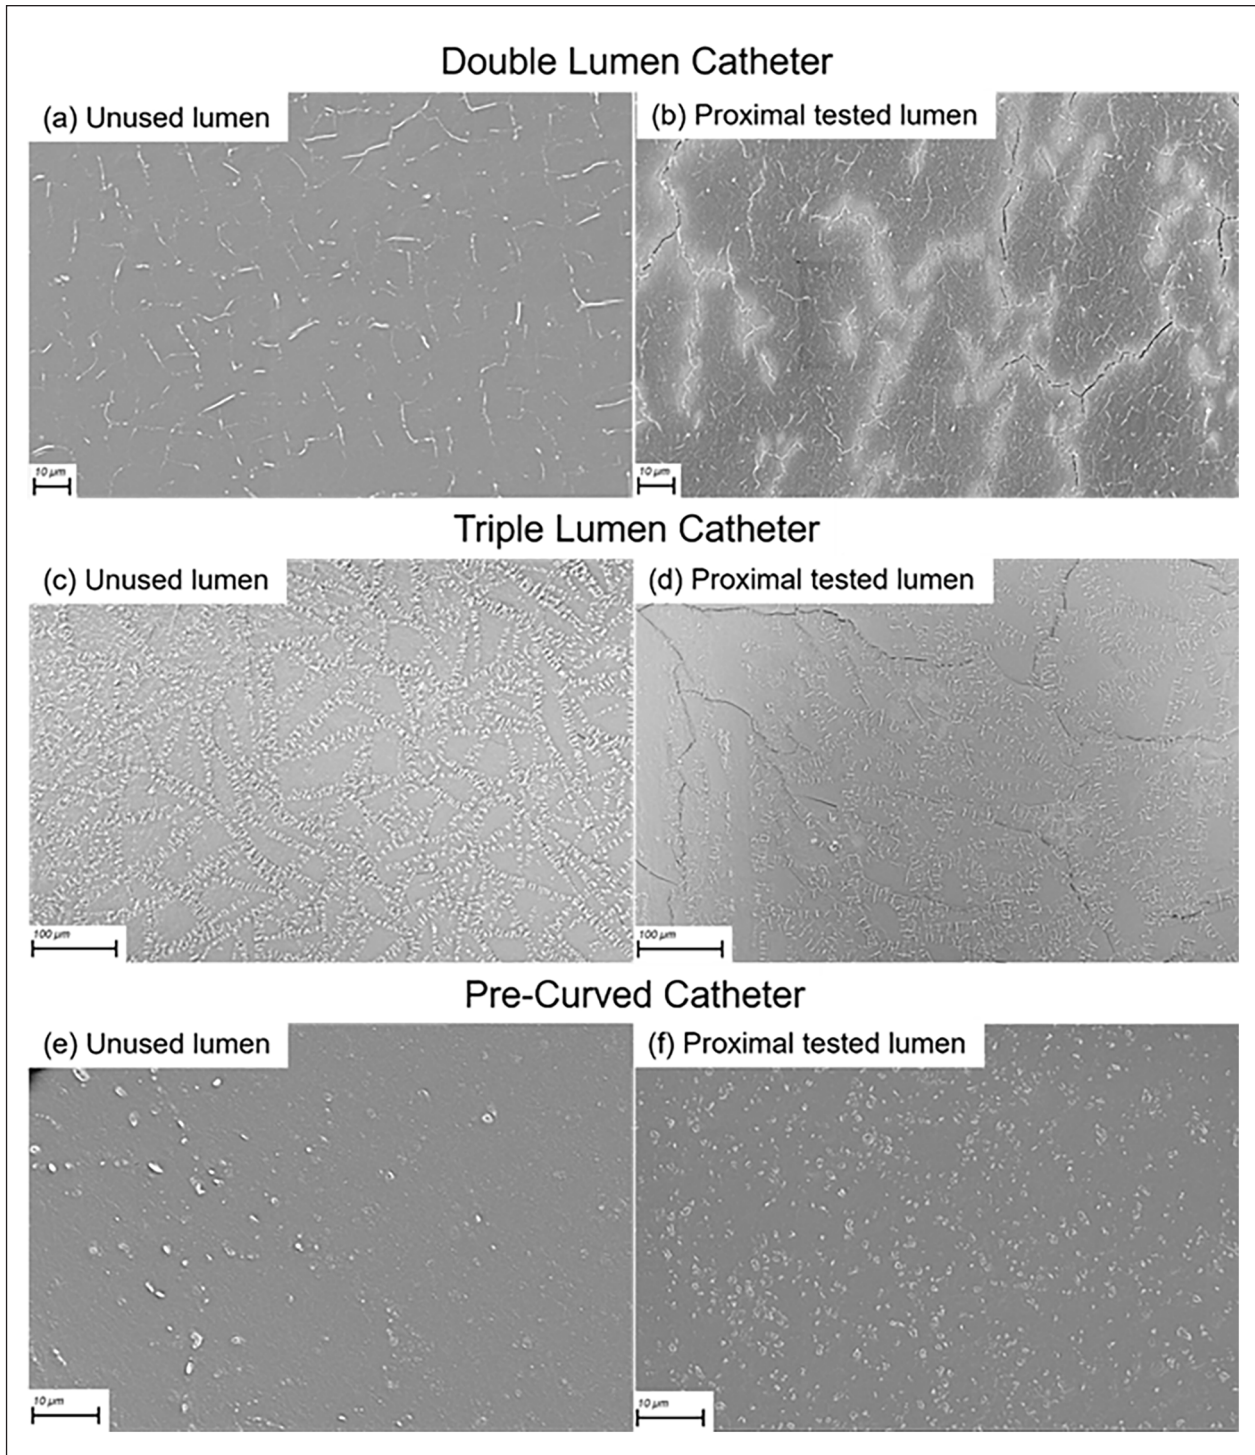 Double Lumen Catheter
(a) Unused lumen
(b) Proximal tested lumen
10 µm
10 µm
Triple Lumen Catheter
(c) Unused lumen
(d) Proximal tested lumen
100 µm
100 µm
Pre-Curved Catheter
(e) Unused lumen
(f) Proximal tested lumen
10 µm
10 µm